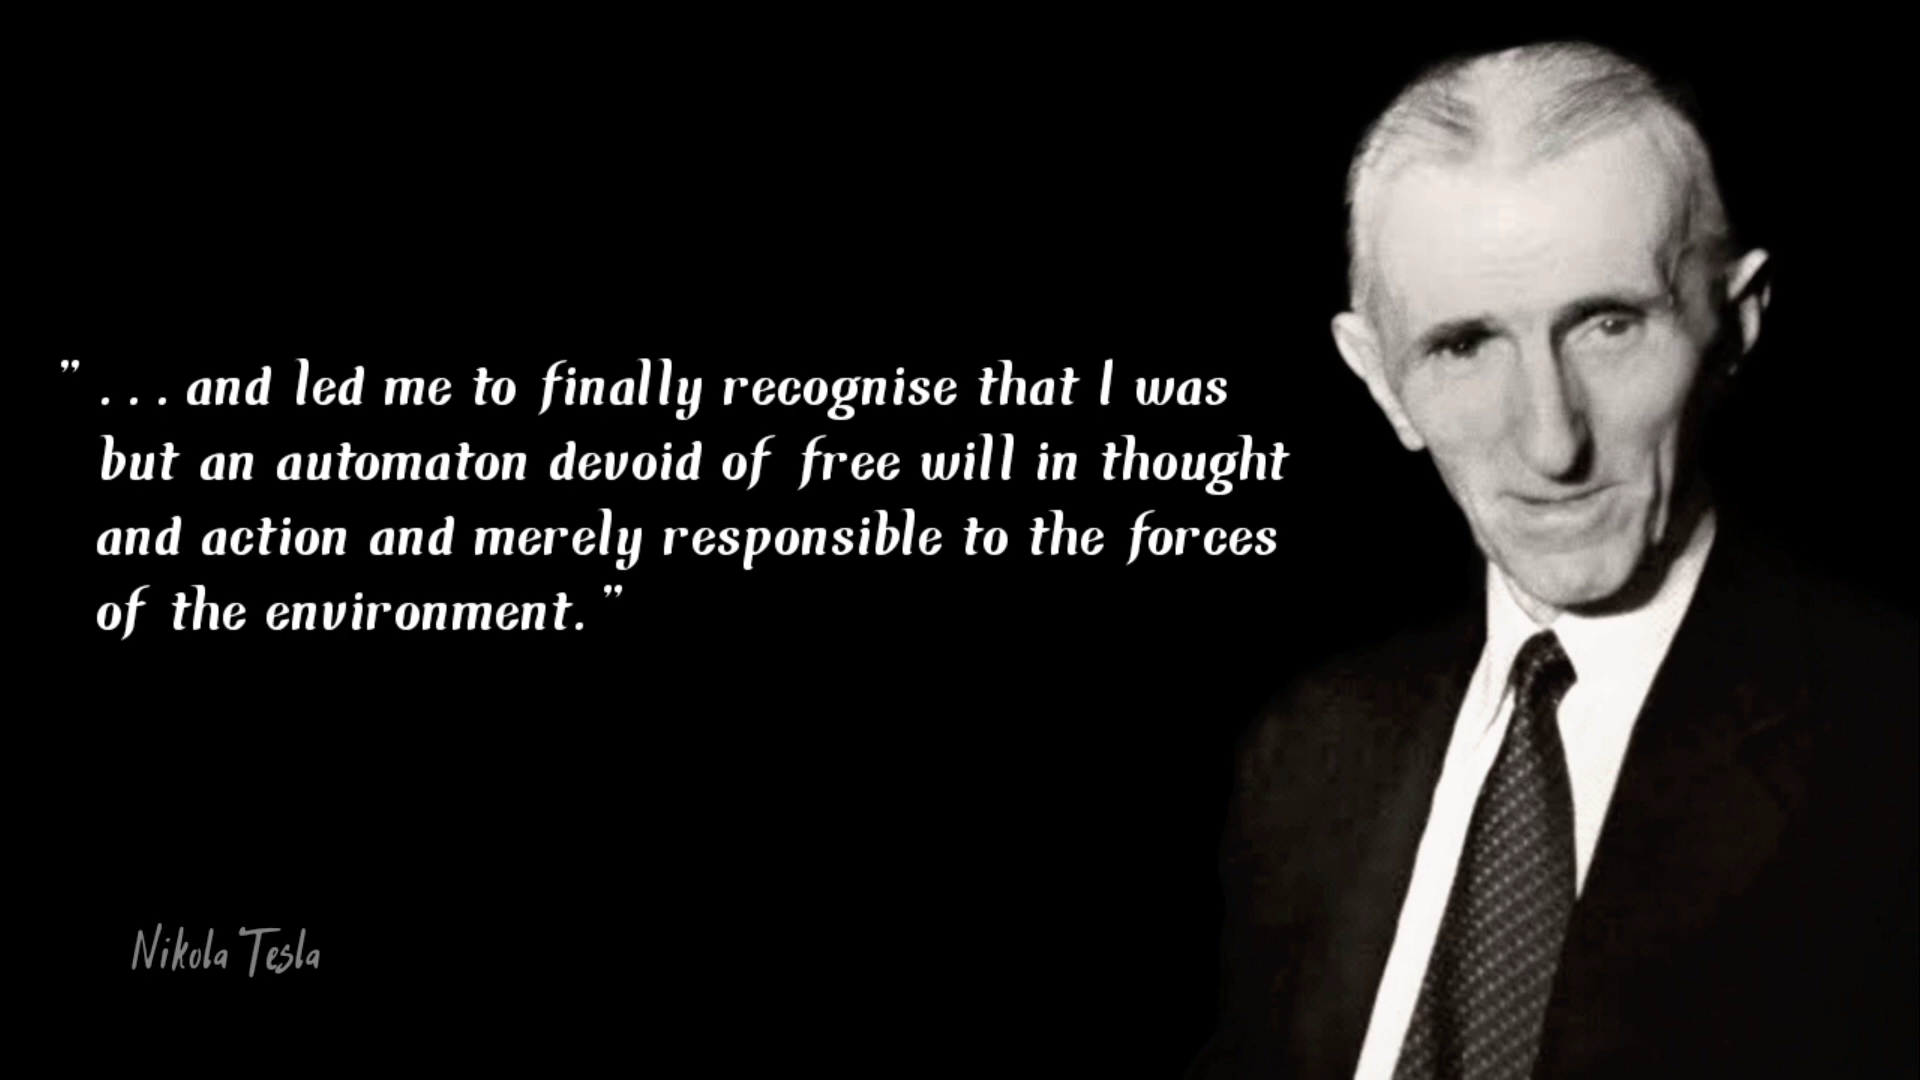 ” . . . and led me to finally recognise that I was
but an automaton devoid of free will in thought
and action and merely responsible to the forces
of the environment. ”
Nikola Tesla